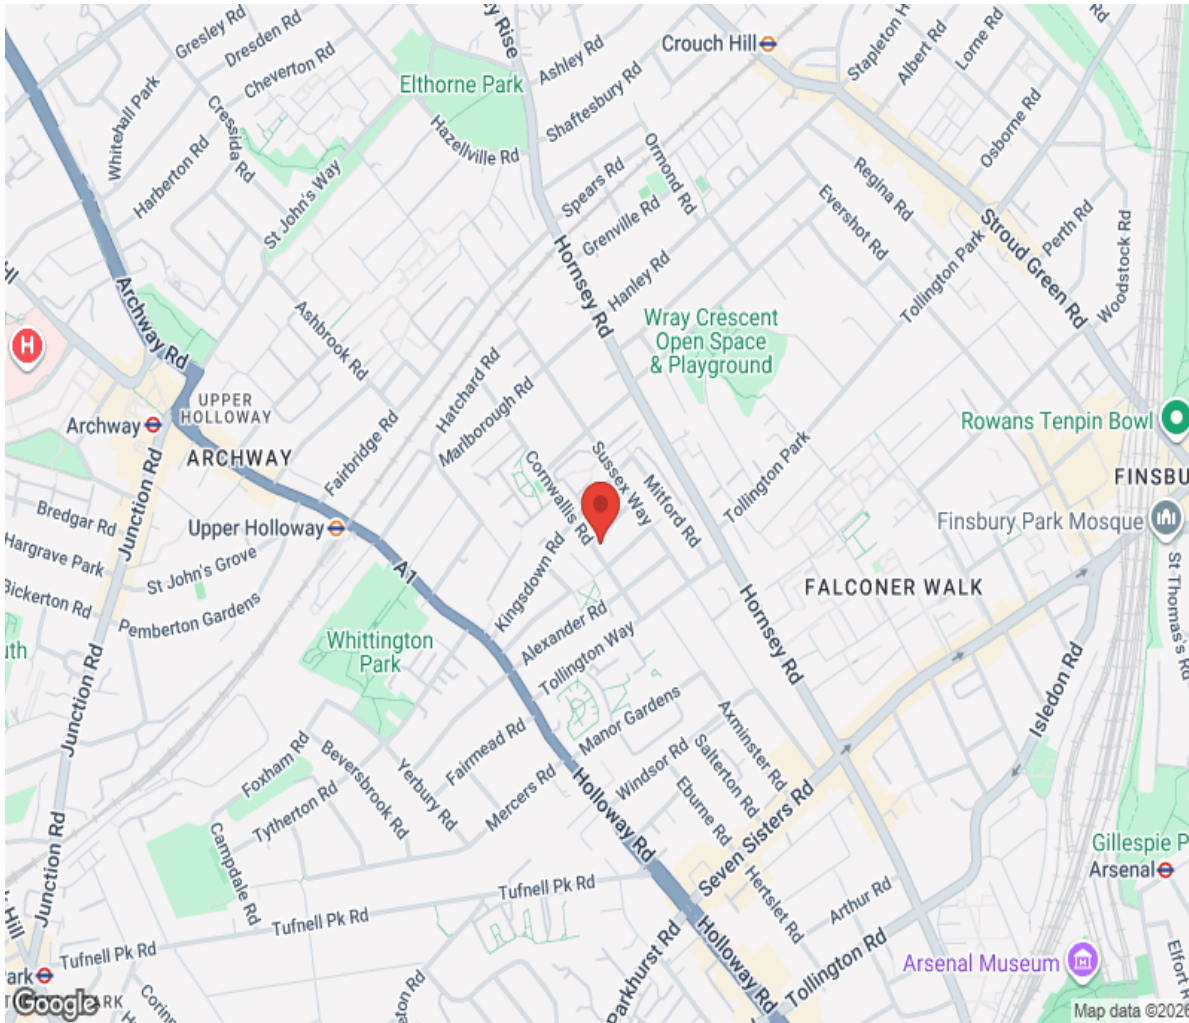 Gresley Rd
Dresden Rd
Cheverton Rd
Whitehall Park
Cressida Rd
Harberton Rd
St John's Way
Elthorne Park
Hazellville Rd
Rise
Ashley Rd
Shaftesbury Rd
Crouch Hill
Stapleton H
Albert Rd
Lorne Rd
Rd
Osborne Rd
Ormond Rd
Spears Rd
Grenville Rd
Hanley Rd
Hornsey Rd
Regina Rd
Evershot Rd
Stroud Green Rd
Perth Rd
Woodstock Rd
Tollington Park
Archway Rd
Ashbrook Rd
H
UPPER
HOLLOWAY
Archway
ARCHWAY
Hatchard Rd
Marlborough Rd
Fairbridge Rd
Wray Crescent
Open Space
& Playground
Rowans Tenpin Bowl
FINSBU
Finsbury Park Mosque
Cornwallis Rd
Sussex Way
Mitford Rd
Tollington Park
Junction Rd
Bredgar Rd
Hargrave Park
Bickerton Rd
St John's Grove
Pemberton Gardens
Upper Holloway
A1
Kingsdown Rd
FALCONER WALK
St Thomas's Rd
Whittington
Park
Alexander Rd
Tollington Way
Hornsey Rd
Isledon Rd
Manor Gardens
Junction Rd
Foxham Rd
Beversbrook Rd
Yerbury Rd
Fairmead Rd
Mercers Rd
Tytherton Rd
Campdale Rd
Windsor Rd
Salterton Rd
Axminster Rd
Eburne Rd
Holloway Rd
Seven Sisters Rd
Hertslet Rd
Arthur Rd
Gillespie P
Arsenal
Junction Rd
Hill
Tufnell Pk Rd
Tufnell Pk Rd
Tufnell Pk Rd
Parkhurst Rd
Holloway Rd
Tollington Rd
Arsenal Museum
Elfort R
Google
Map data ©2026